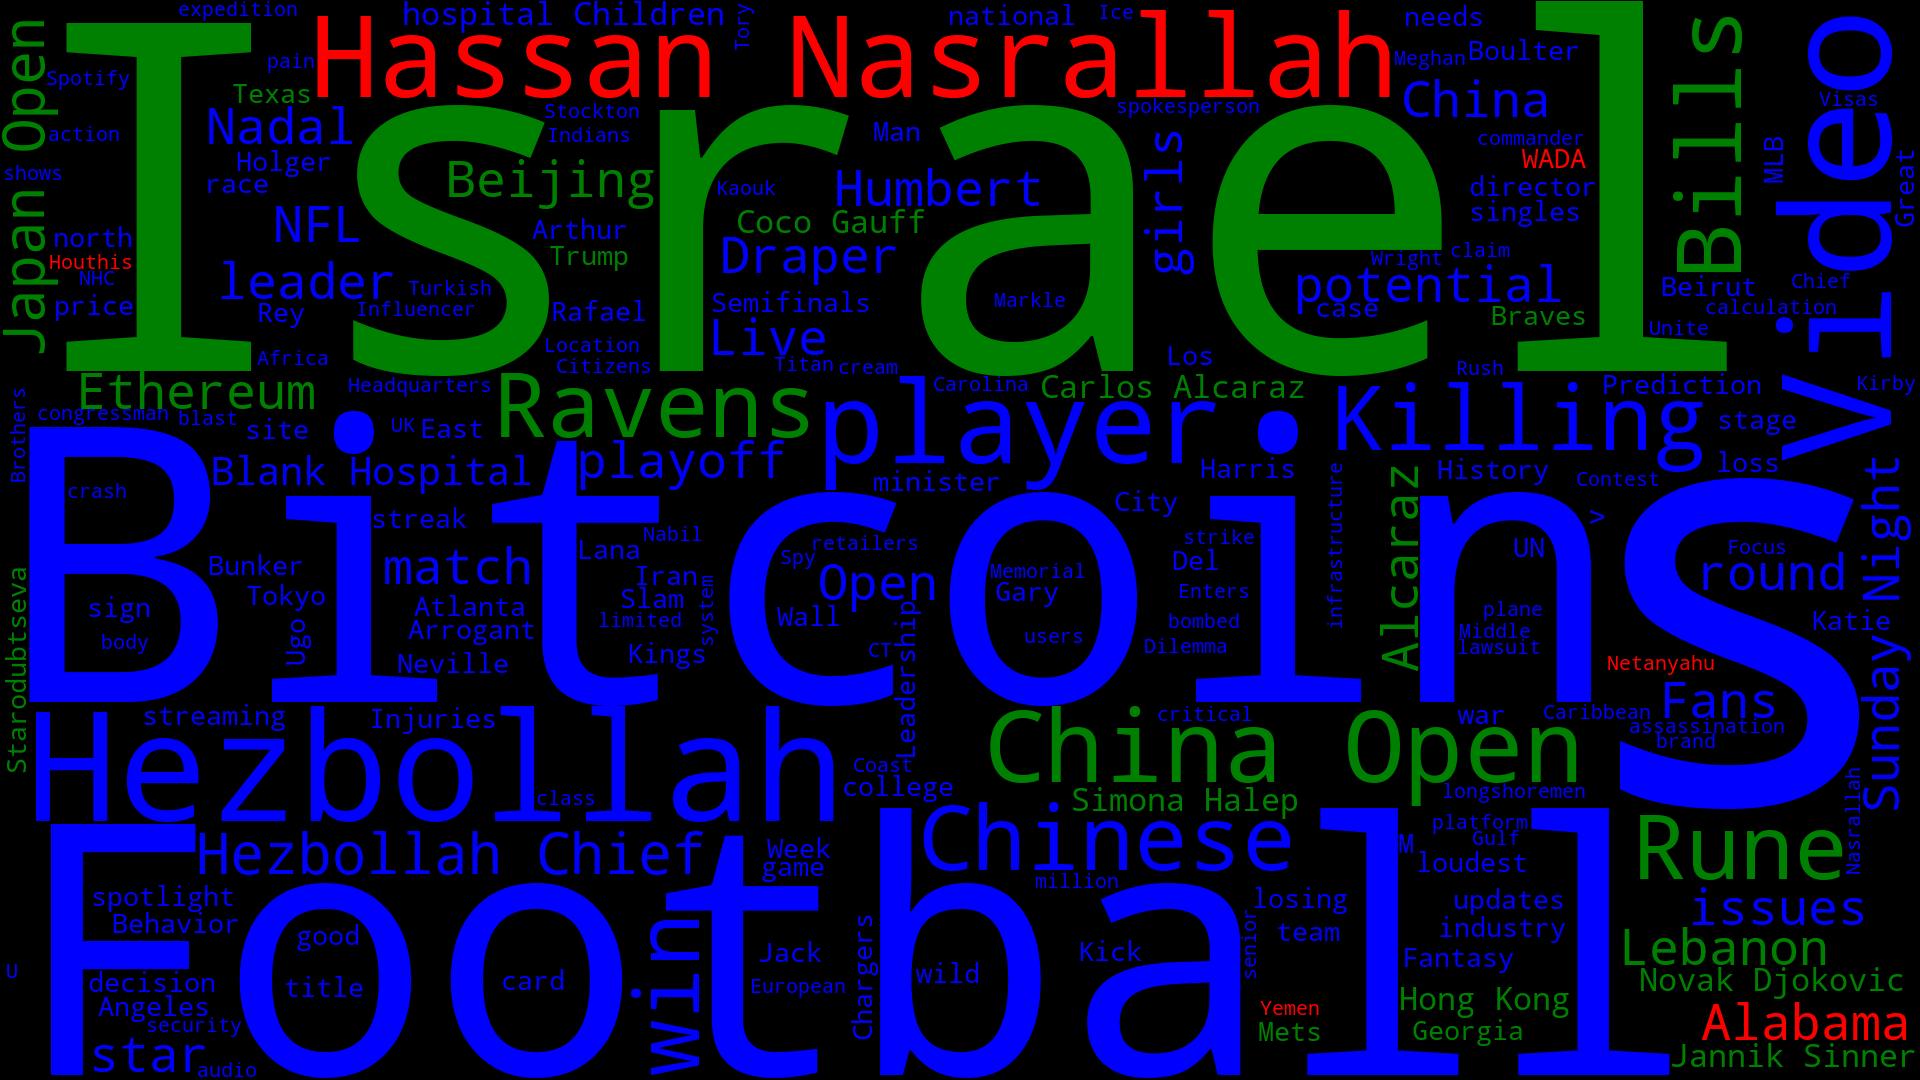 expedition
hospital Children
Tory
national
Ice
needs
Israel
Hassan Nasrallah
Bills
Video
Japan Open
Spotify
pain
Meghan
Boulter
Texas
Stockton
spokesperson
China
Visas
Nadal
action
Indians
Man
girls
commander
MLB
Great
Holger
Beijing
WADA
shows
race
Kaouk
Humbert
director
singles
NFL
Coco Gauff
north
Arthur
Draper
Houthis
Trump
Wright
claim
NHC
leader
Turkish
potential
Beirut
Chief
price
Influencer
Rafael
Semifinals
Markle
case
calculation
Rey
Live
Braves
Unite
Africa
Location
Citizens
Titan
cream
Los
Rush
Ethereum
Headquarters
Ravens
player
Carolina
Carlos Alcaraz
Killing
Prediction
Kirby
Brothers
congressman
blast
site
UK
East
stage
Bitcoins
Blank Hospital
playoff
minister
Harris
History
loss
Contest
crash
streak
City
infrastructure
Alcaraz
v
Sunday Night
Nabil
retailers
strike
UN
Focus
Bunker
match
Lana
Spy
Memorial
Del
round
Starodubtseva
sign
Tokyo
Iran
Open
Gary
Enters
Atlanta
Slam
system
Wall
plane
Katie
body
Ugo
Arrogant
limited
Leadership
users
bombed
Middle
Neville
Kings
CT
Dilemma
lawsuit
Netanyahu
Hezbollah
streaming
Injuries
China Open
critical
war
Caribbean
Fans
assassination
brand
Coast
class
college
Simona Halep
longshoremen
Nasrallah
Football
Hezbollah Chief
Week
game
Chinese
M
platform
Gulf
loudest
Rune
million
spotlight
losing
updates
issues
Behavior
good
win
Jack
Chargers
Kick
senior
team
industry
Lebanon
U
decision
title
card
European
wild
Fantasy
Novak Djokovic
Angeles
security
Yemen
Hong Kong
Alabama
star
audio
Mets
Georgia
Jannik Sinner